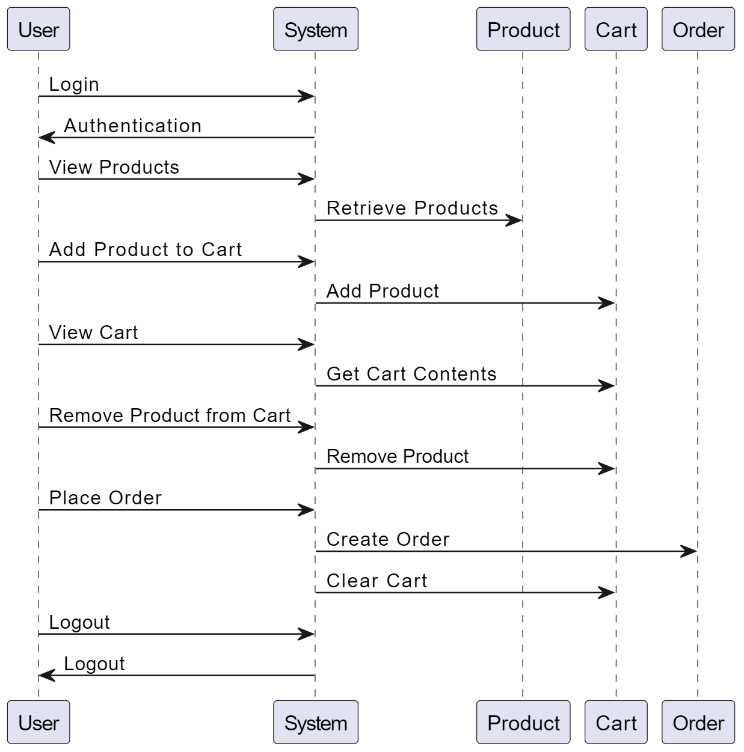 User System Product Cart Order
Login
Authentication
View Products
Retrieve Products
Add Product to Cart
Add Product
View Cart
Get Cart Contents
Remove Product from Cart
Remove Product
Place Order
Create Order
Clear Cart
Logout
Logout
User System Product Cart Order